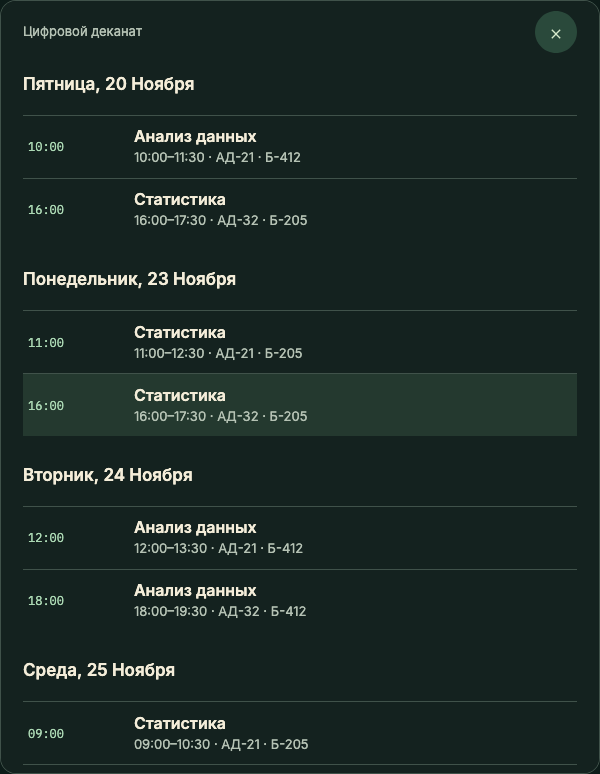 Цифровой деканат
×
Пятница, 20 Ноября
10:00
Анализ данных
10:00–11:30 · АД-21 · Б-412
16:00
Статистика
16:00–17:30 · АД-32 · Б-205
Понедельник, 23 Ноября
11:00
Статистика
11:00–12:30 · АД-21 · Б-205
16:00
Статистика
16:00–17:30 · АД-32 · Б-205
Вторник, 24 Ноября
12:00
Анализ данных
12:00–13:30 · АД-21 · Б-412
18:00
Анализ данных
18:00–19:30 · АД-32 · Б-412
Среда, 25 Ноября
09:00
Статистика
09:00–10:30 · АД-21 · Б-205